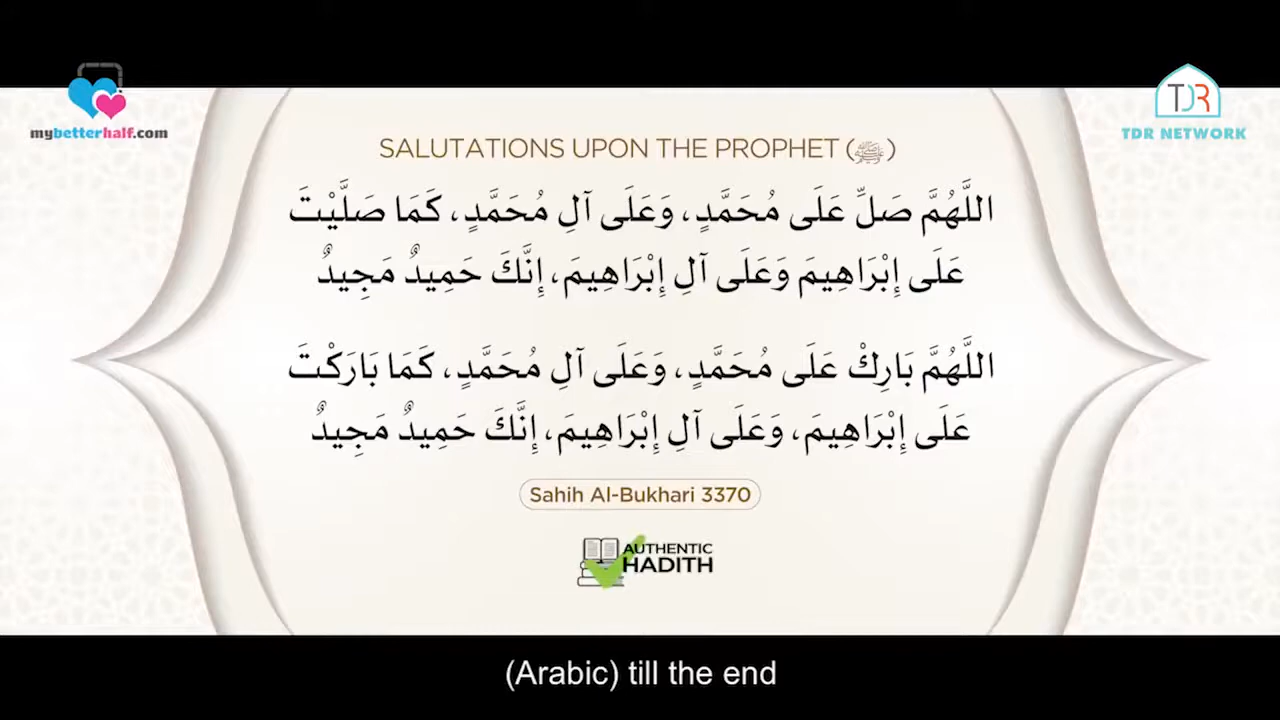 mybetterhalf.com
TDR
TDR NETWORK
SALUTATIONS UPON THE PROPHET (ﷺ)
اللَّهُمَّ صَلِّ عَلَى مُحَمَّدٍ، وَعَلَى آلِ مُحَمَّدٍ، كَمَا صَلَّيْتَ
عَلَى إِبْرَاهِيمَ وَعَلَى آلِ إِبْرَاهِيمَ، إِنَّكَ حَمِيدٌ مَجِيدٌ
اللَّهُمَّ بَارِكْ عَلَى مُحَمَّدٍ، وَعَلَى آلِ مُحَمَّدٍ، كَمَا بَارَكْتَ
عَلَى إِبْرَاهِيمَ، وَعَلَى آلِ إِبْرَاهِيمَ، إِنَّكَ حَمِيدٌ مَجِيدٌ
Sahih Al-Bukhari 3370
AUTHENTIC
HADITH
(Arabic) till the end